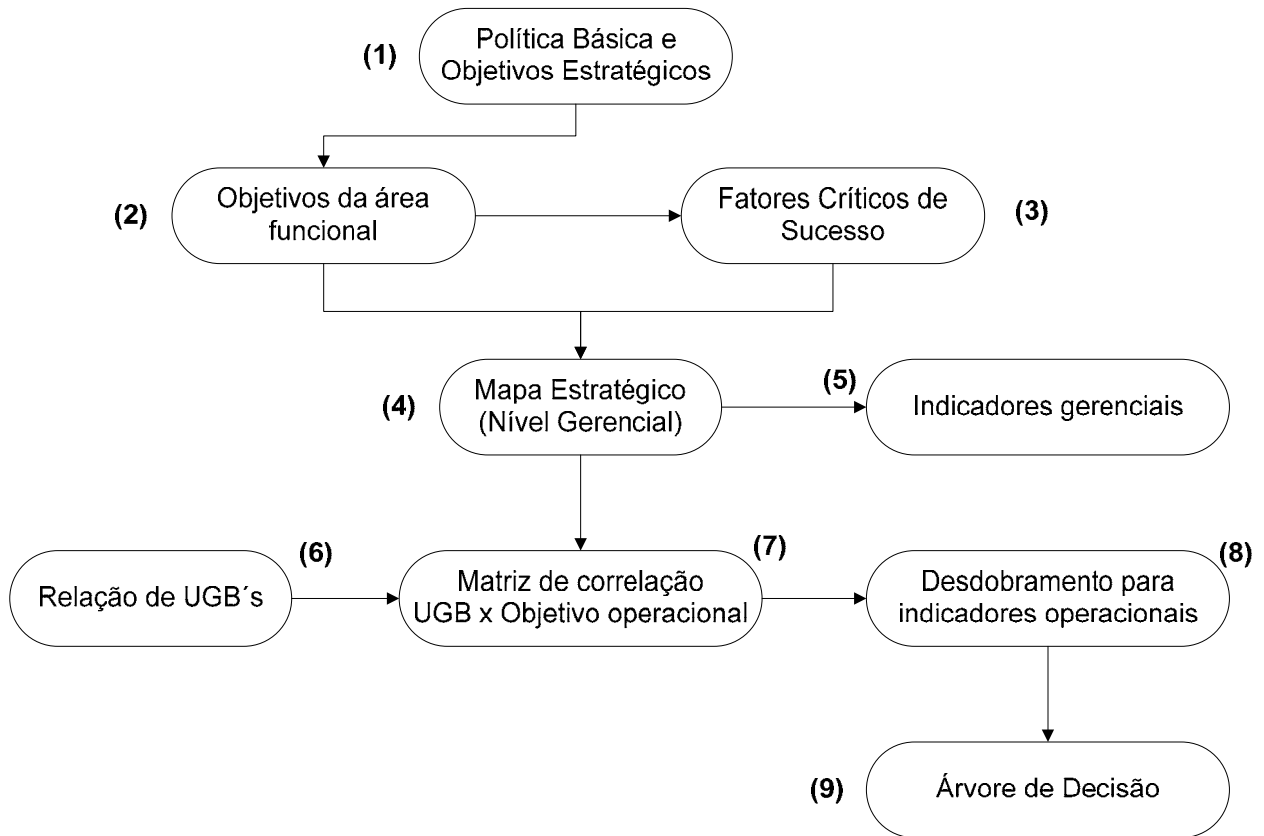 (1)
Política Básica e
Objetivos Estratégicos
(2)
Objetivos da área
funcional
Fatores Críticos de
Sucesso
(3)
(4)
Mapa Estratégico
(Nível Gerencial)
(5)
Indicadores gerenciais
Relação de UGB´s
(6)
Matriz de correlação
UGB x Objetivo operacional
(7)
Desdobramento para
indicadores operacionais
(8)
(9)
Árvore de Decisão